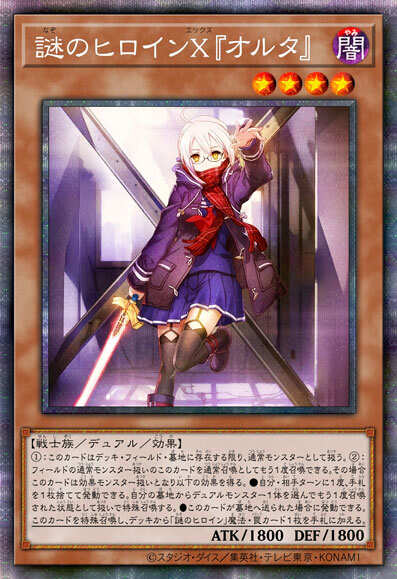 なぞ エックス
謎のヒロインX『オルタ』
やみ
闇
【戦士族／デュアル／効果】
①：このカードはデッキ・フィールド・墓地に存在する限り、通常モンスターとして扱う。②：
フィールドの通常モンスター扱いのこのカードを通常召喚としてもう1度召喚できる。その場合
このカードは効果モンスター扱いとなり以下の効果を得る。●自分・相手ターンに1度、手札
を1枚捨てて発動できる。自分の墓地からデュアルモンスター1体を選んでもう1度召喚
された状態として扱いで特殊召喚する。●このカードが墓地へ送られた場合に発動できる。
このカードを特殊召喚し、デッキから「謎のヒロイン」魔法・罠カード1枚を手札に加える。
ATK/1800 DEF/1800
©スタジオ・ダイス／集英社・テレビ東京・KONAMI